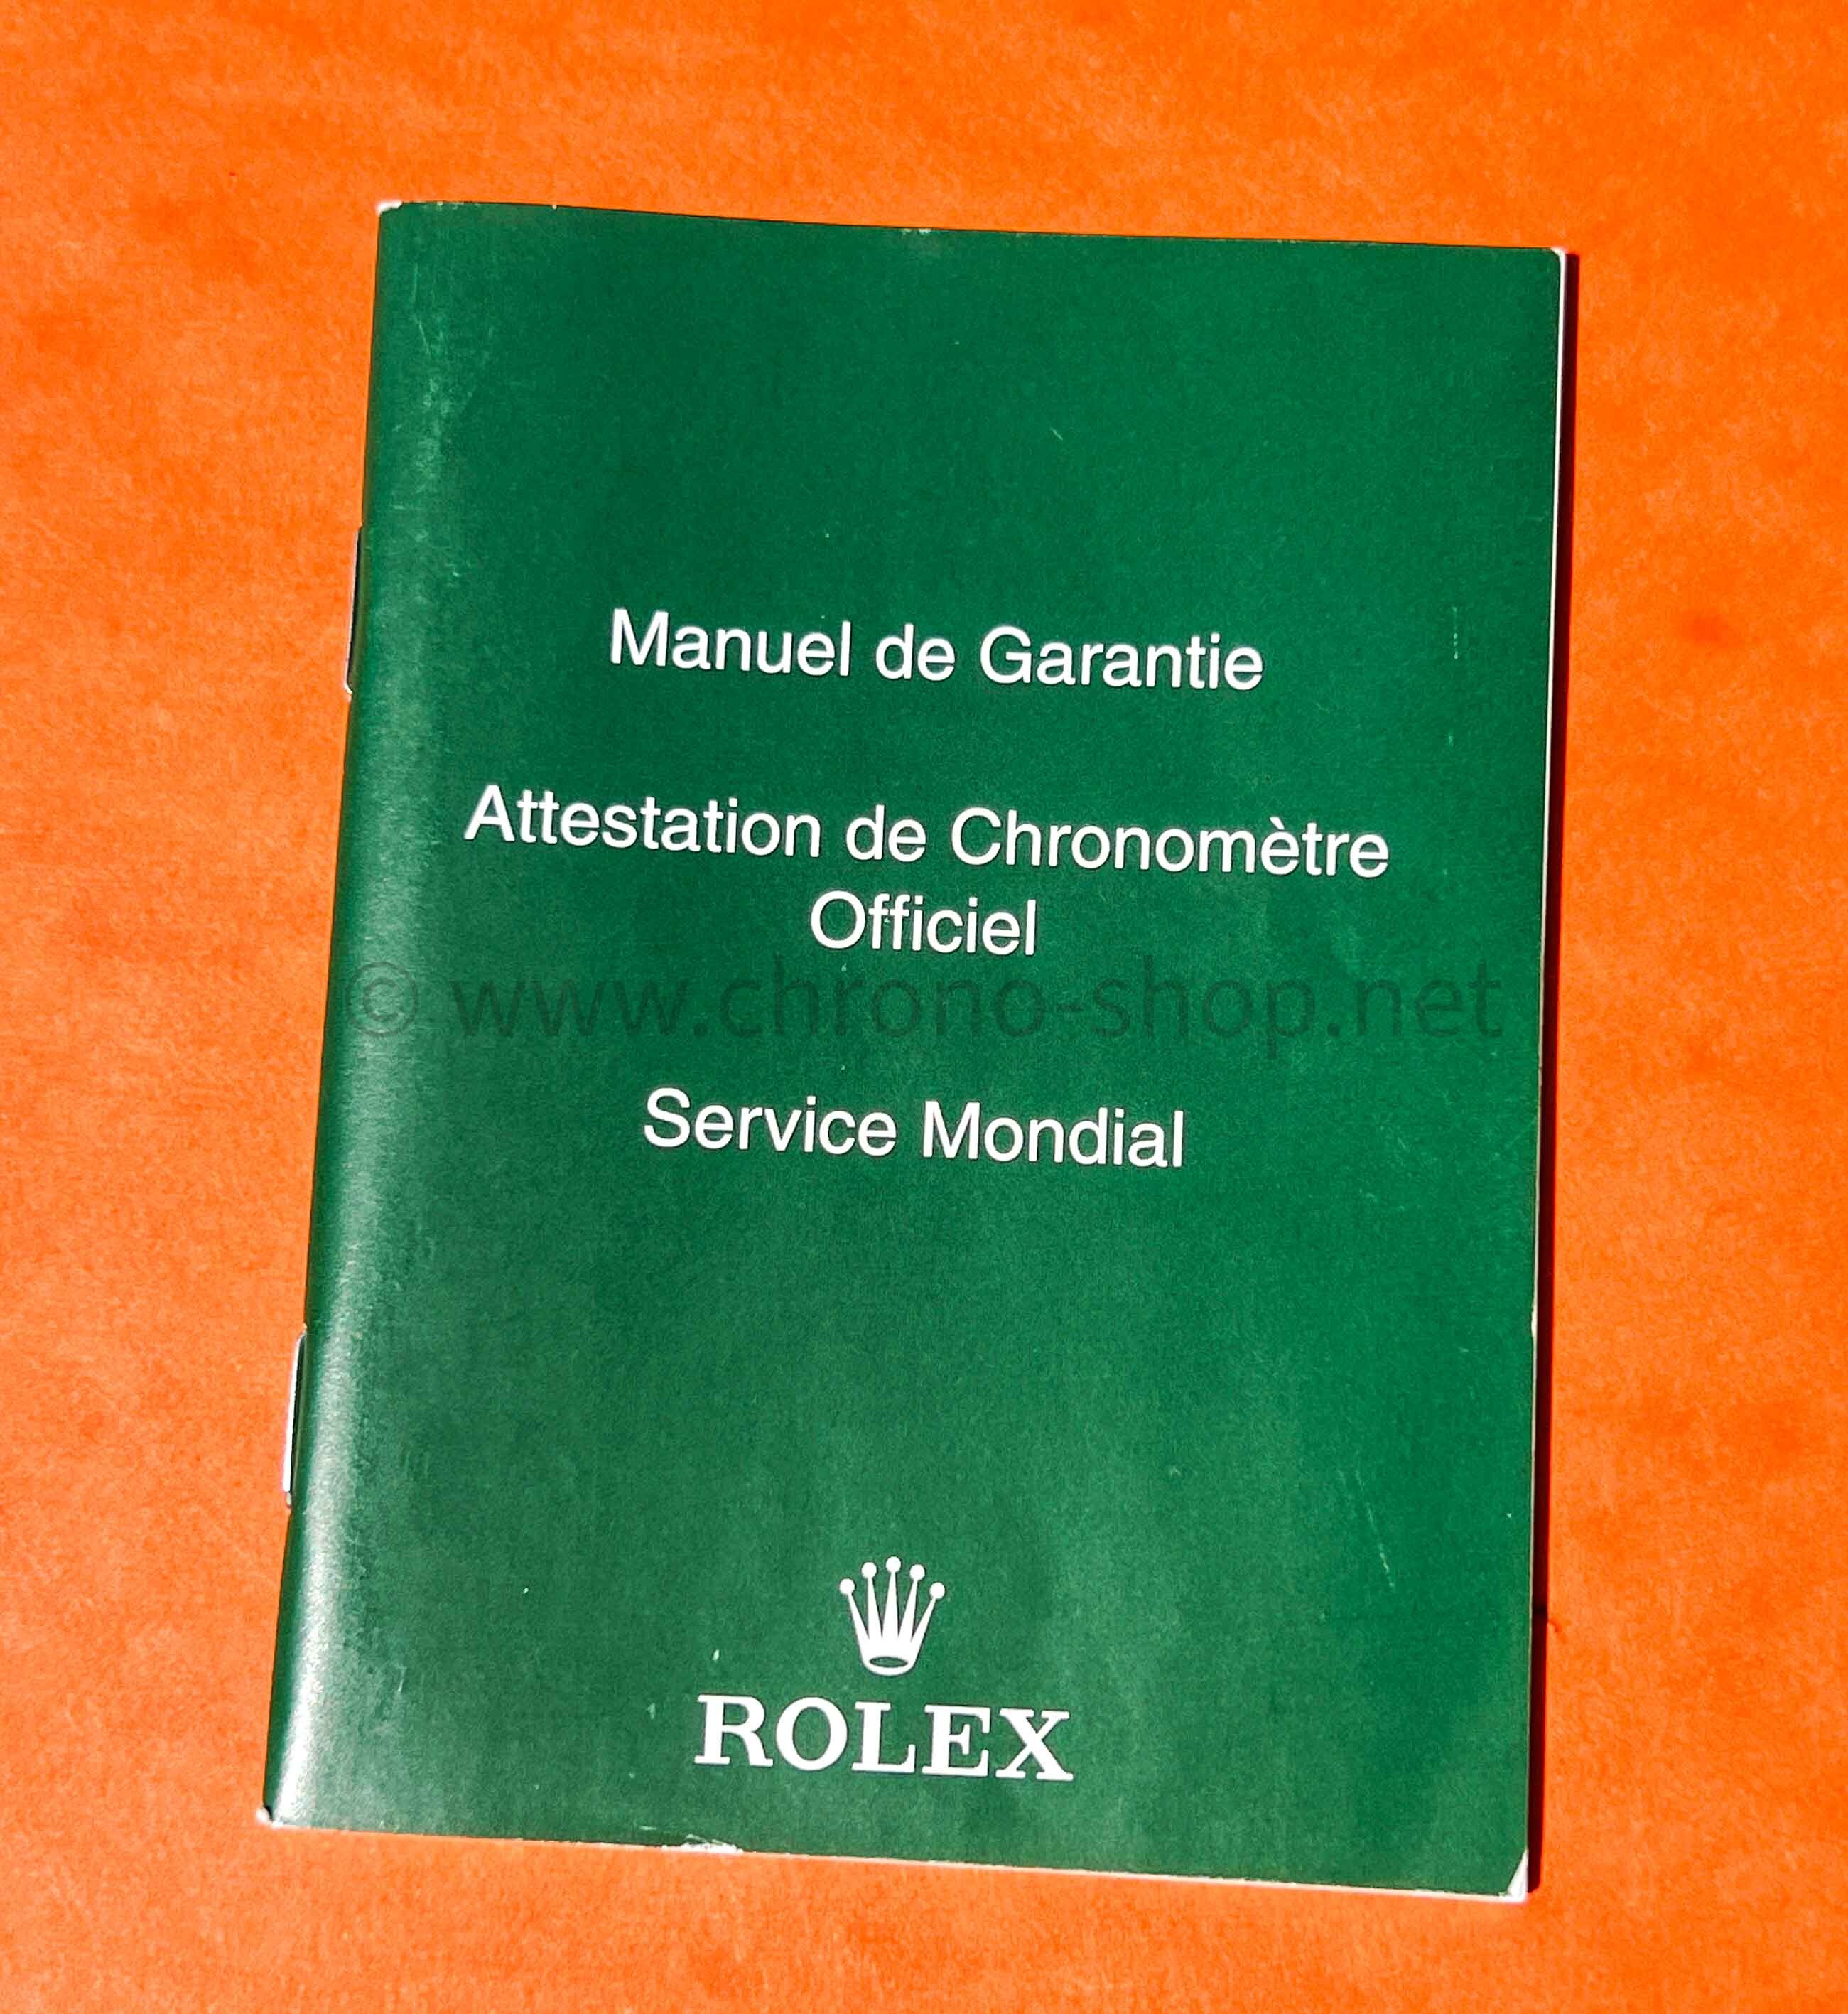 Manuel de Garantie
Attestation de Chronomètre
Officiel
© www.chrono-shop.net
Service Mondial
ROLEX